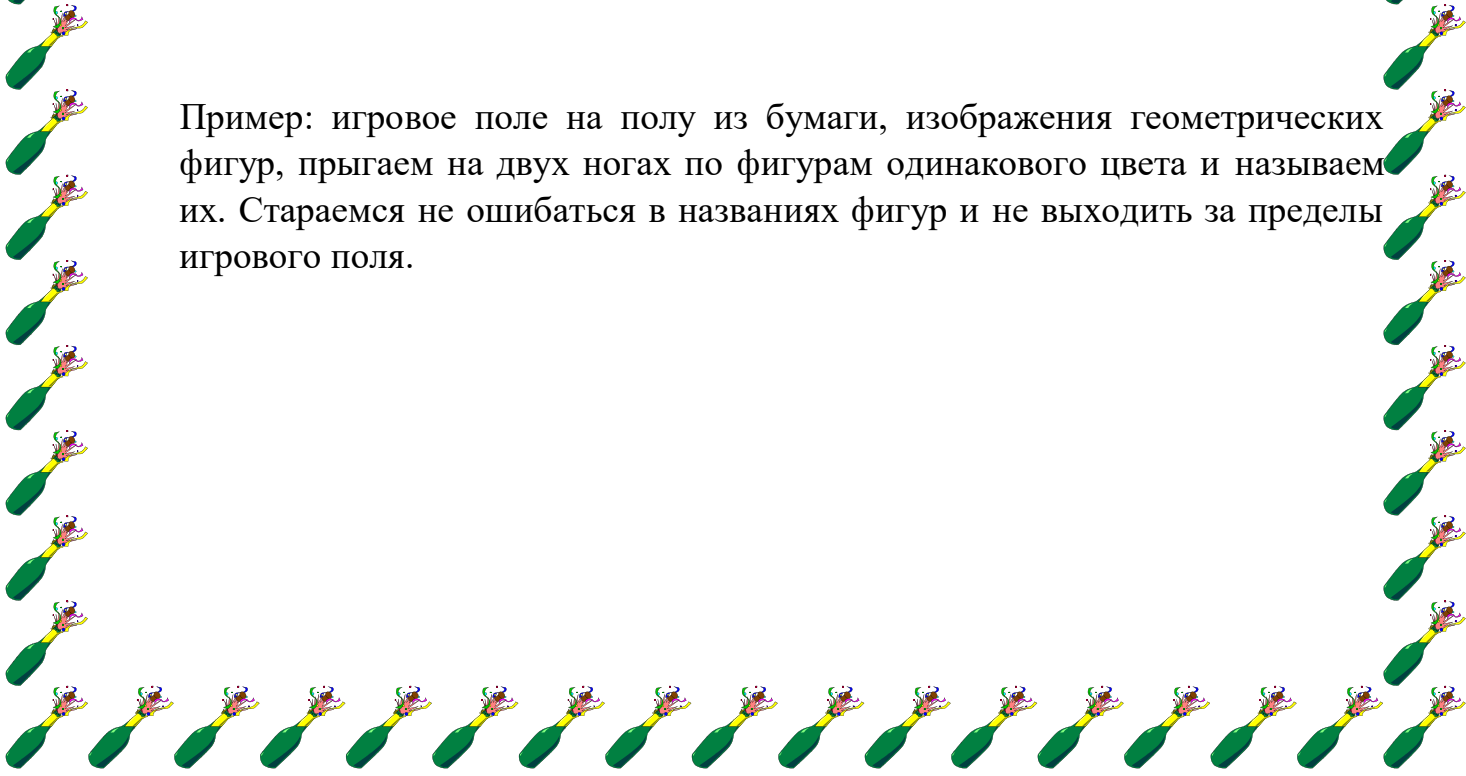 Пример: игровое поле на полу из бумаги, изображения геометрических
фигур, прыгаем на двух ногах по фигурам одинакового цвета и называем
их. Стараемся не ошибаться в названиях фигур и не выходить за пределы
игрового поля.